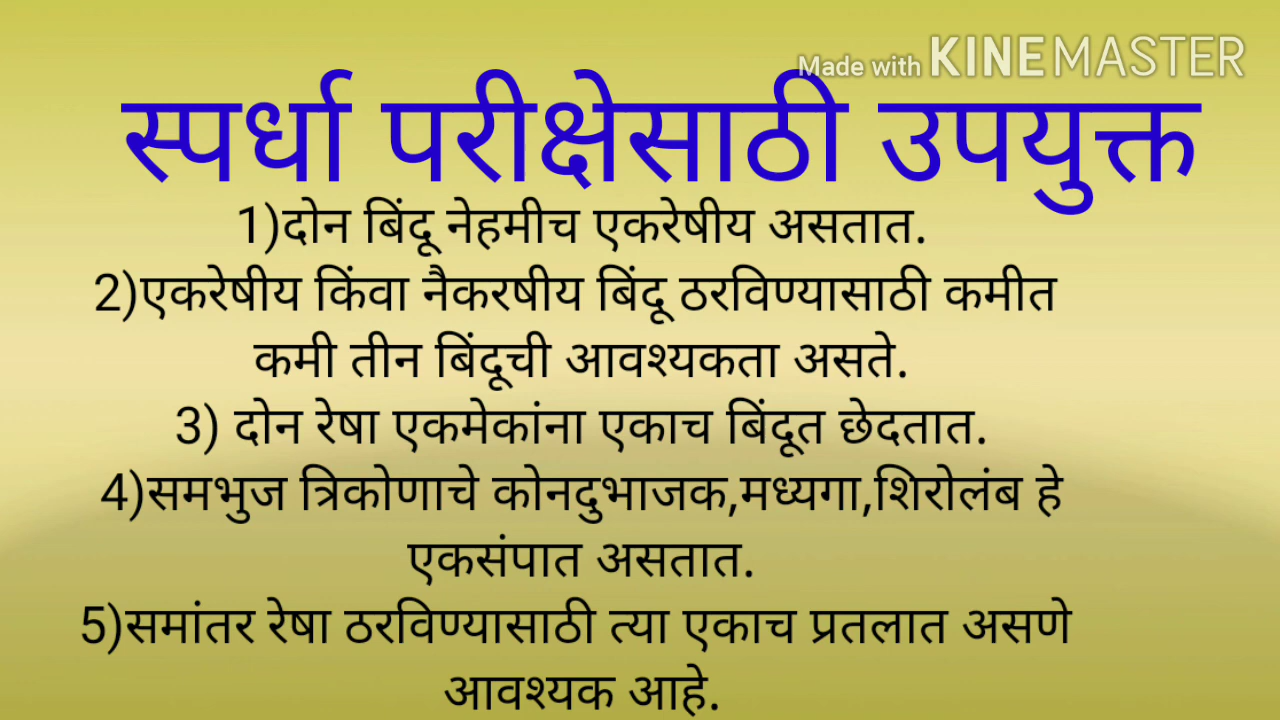 Made with KINEMASTER
स्पर्धा परीक्षेसाठी उपयुक्त
1)दोन बिंदू नेहमीच एकरेषीय असतात.
2)एकरेषीय किंवा नैकरषीय बिंदू ठरविण्यासाठी कमीत
कमी तीन बिंदूची आवश्यकता असते.
3) दोन रेषा एकमेकांना एकाच बिंदूत छेदतात.
4)समभुज त्रिकोणाचे कोनदुभाजक,मध्यगा,शिरोलंब हे
एकसंपात असतात.
5)समांतर रेषा ठरविण्यासाठी त्या एकाच प्रतलात असणे
आवश्यक आहे.